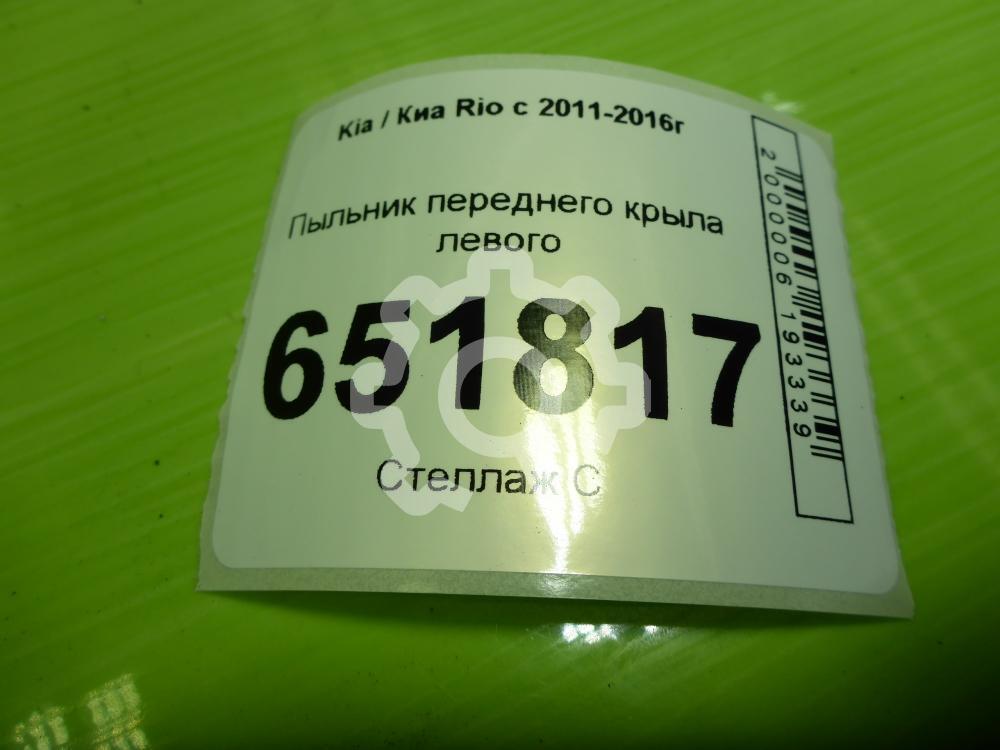 Kia / Киа Rio с 2011-2016г
Пыльник переднего крыла
левого
651817
Стеллаж С
2000006193339